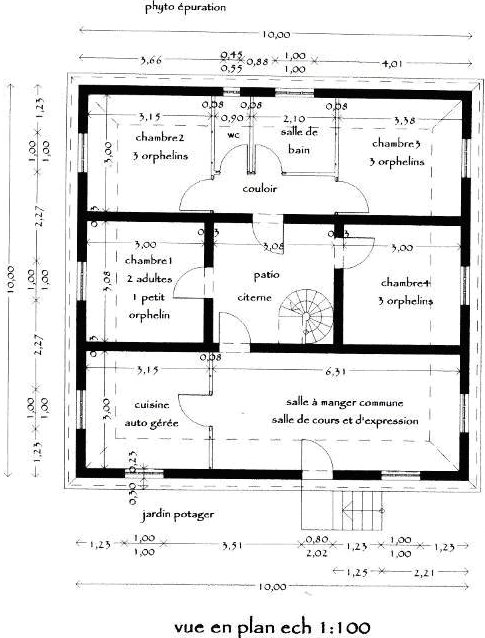 phyto épuration
10,00
3,66 0,45 0,88 1,00 4,01
0,55 1,00
1,23
1,00 1,00
2,27
1,00 1,00
2,27
1,00 1,00
1,23
10,00
0,08 0,08 0,08
3,15 0,90 2,10 3,38
chambre2
3 orphelins
wc
salle de
bain
chambre3
3 orphelins
3,00
couloir
3,00 3,08 3,00
chambre1
2 adultes
1 petit
orphelin
3,08
patio
citerne
chambre4
3 orphelins
0,08
3,15 6,31
3,00
cuisine
auto gérée
salle à manger commune
salle de cours et d'expression
0,23
0,30
jardin potager
1,23 1,00 3,51 0,80 1,23 1,00 1,23
1,00 2,02 1,00
1,25 2,21
10,00
vue en plan ech 1:100